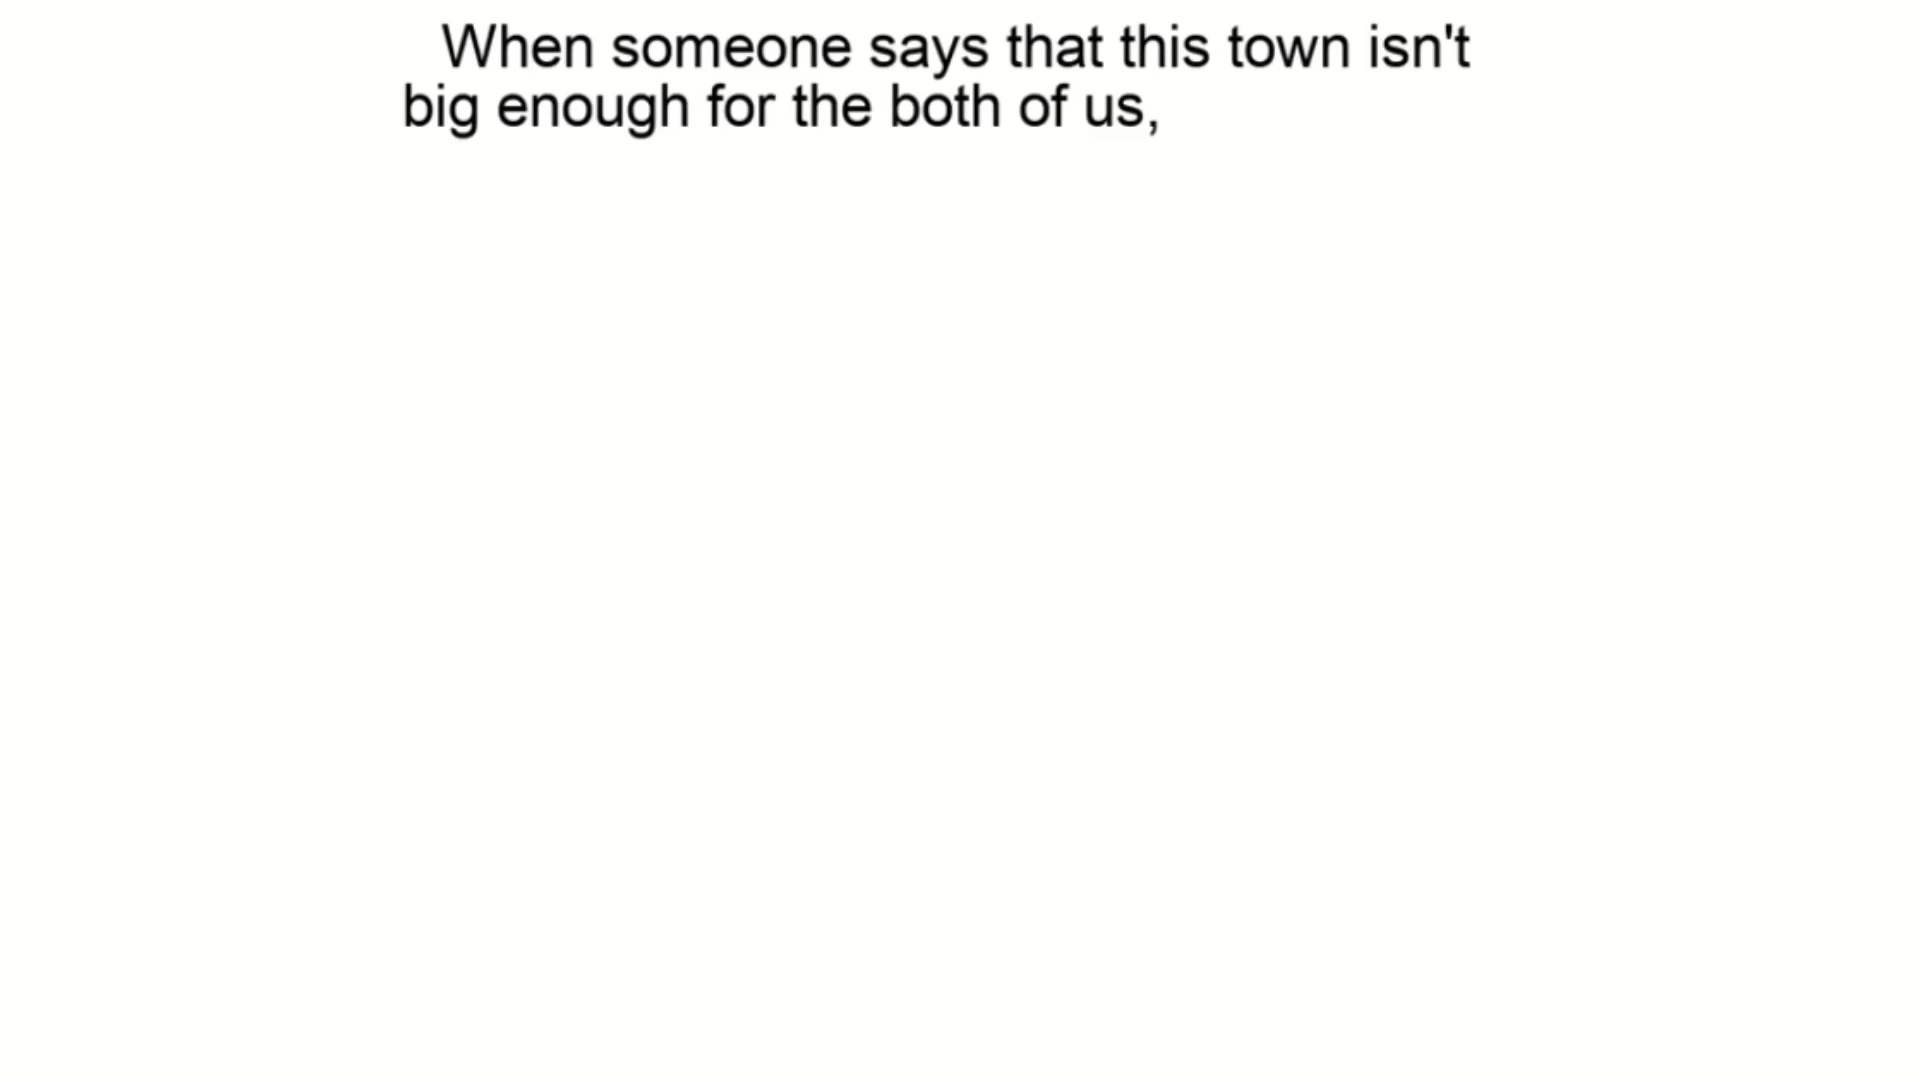 When someone says that this town isn't
big enough for the both of us,